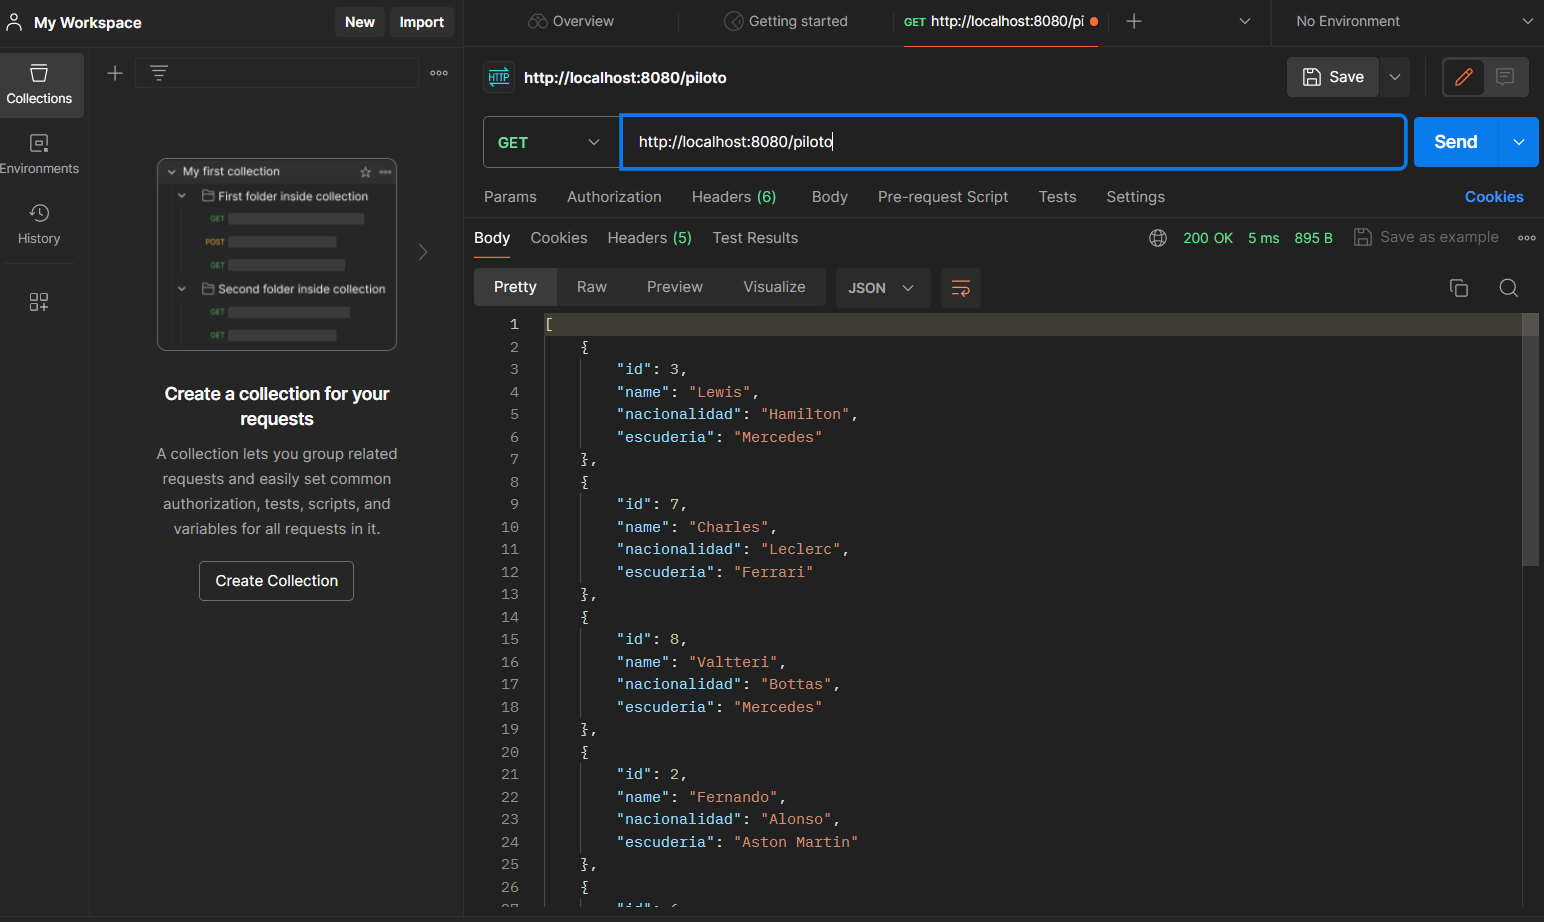 My Workspace
New
Import
Overview
Getting started
GET http://localhost:8080/pi
No Environment
Collections
Environments
History
My first collection
First folder inside collection
GET
POST
GET
Second folder inside collection
GET
GET
Create a collection for your
requests
A collection lets you group related
requests and easily set common
authorization, tests, scripts, and
variables for all requests in it.
Create Collection
HTTP http://localhost:8080/piloto
Save
GET
http://localhost:8080/piloto
Send
Params Authorization Headers (6) Body Pre-request Script Tests Settings Cookies
Body Cookies Headers (5) Test Results 200 OK 5 ms 895 B Save as example
Pretty Raw Preview Visualize JSON
1 [
2 {
3 "id": 3,
4 "name": "Lewis",
5 "nacionalidad": "Hamilton",
6 "escuderia": "Mercedes"
7 },
8 {
9 "id": 7,
10 "name": "Charles",
11 "nacionalidad": "Leclerc",
12 "escuderia": "Ferrari"
13 },
14 {
15 "id": 8,
16 "name": "Valtteri",
17 "nacionalidad": "Bottas",
18 "escuderia": "Mercedes"
19 },
20 {
21 "id": 2,
22 "name": "Fernando",
23 "nacionalidad": "Alonso",
24 "escuderia": "Aston Martin"
25 },
26 {
27 "id":